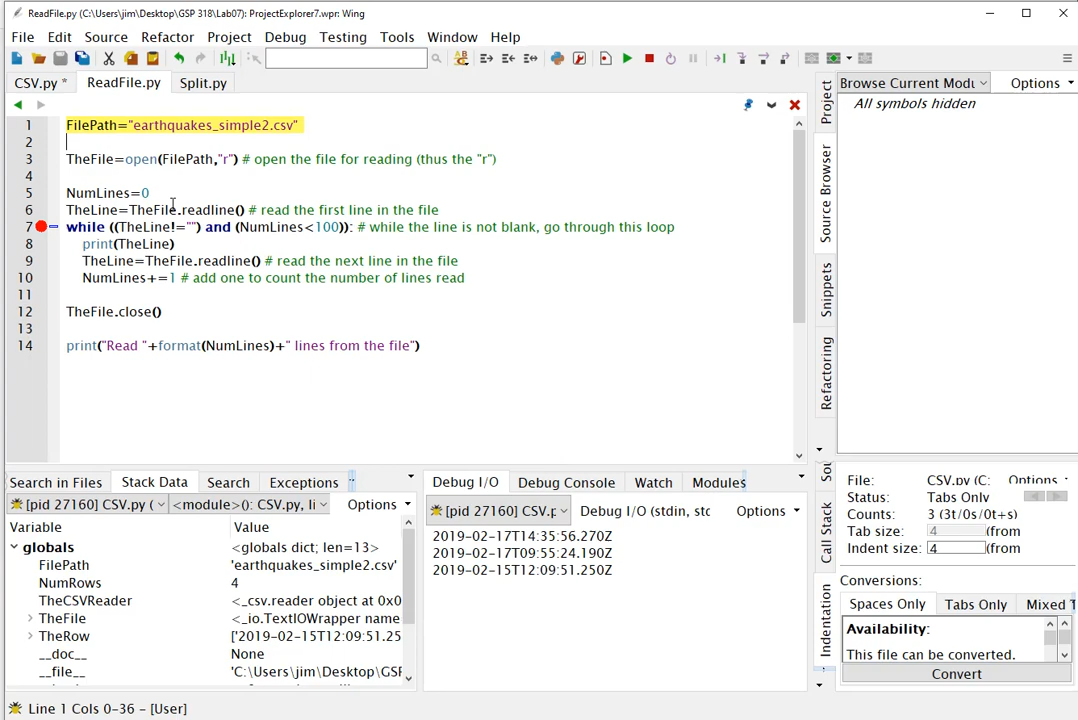 ReadFile.py (C:\Users\jim\Desktop\GSP 318\Lab07): ProjectExplorer7.wpr: Wing
File Edit Source Refactor Project Debug Testing Tools Window Help
CSV.py * ReadFile.py Split.py
1 FilePath="earthquakes_simple2.csv"
2
3 TheFile=open(FilePath,"r") # open the file for reading (thus the "r")
4
5 NumLines=0
6 TheLine=TheFile.readline() # read the first line in the file
7 while ((TheLine!="") and (NumLines<100)): # while the line is not blank, go through this loop
8 print(TheLine)
9 TheLine=TheFile.readline() # read the next line in the file
10 NumLines+=1 # add one to count the number of lines read
11
12 TheFile.close()
13
14 print("Read "+format(NumLines)+" lines from the file")
Project
Source Browser
Snippets
Refactoring
Browse Current Modu Options
All symbols hidden
Search in Files Stack Data Search Exceptions
[pid 27160] CSV.py ( <module>(): CSV.py, li Options
Variable Value
globals <globals dict; len=13>
FilePath 'earthquakes_simple2.csv'
NumRows 4
TheCSVReader <_csv.reader object at 0x0
TheFile <_io.TextIOWrapper name
TheRow ['2019-02-15T12:09:51.25
__doc__ None
__file__ 'C:\Users\jim\Desktop\GSP
Debug I/O Debug Console Watch Modules
[pid 27160] CSV.p Debug I/O (stdin, stdc Options
2019-02-17T14:35:56.270Z
2019-02-17T09:55:24.190Z
2019-02-15T12:09:51.250Z
Sou
Call Stack
Indentation
File: CSV.py (C: Options
Status: Tabs Only
Counts: 3 (3t/0s/0t+s)
Tab size: 4 (from
Indent size: 4 (from
Conversions:
Spaces Only Tabs Only Mixed T
Availability:
This file can be converted.
Convert
Line 1 Cols 0-36 - [User]